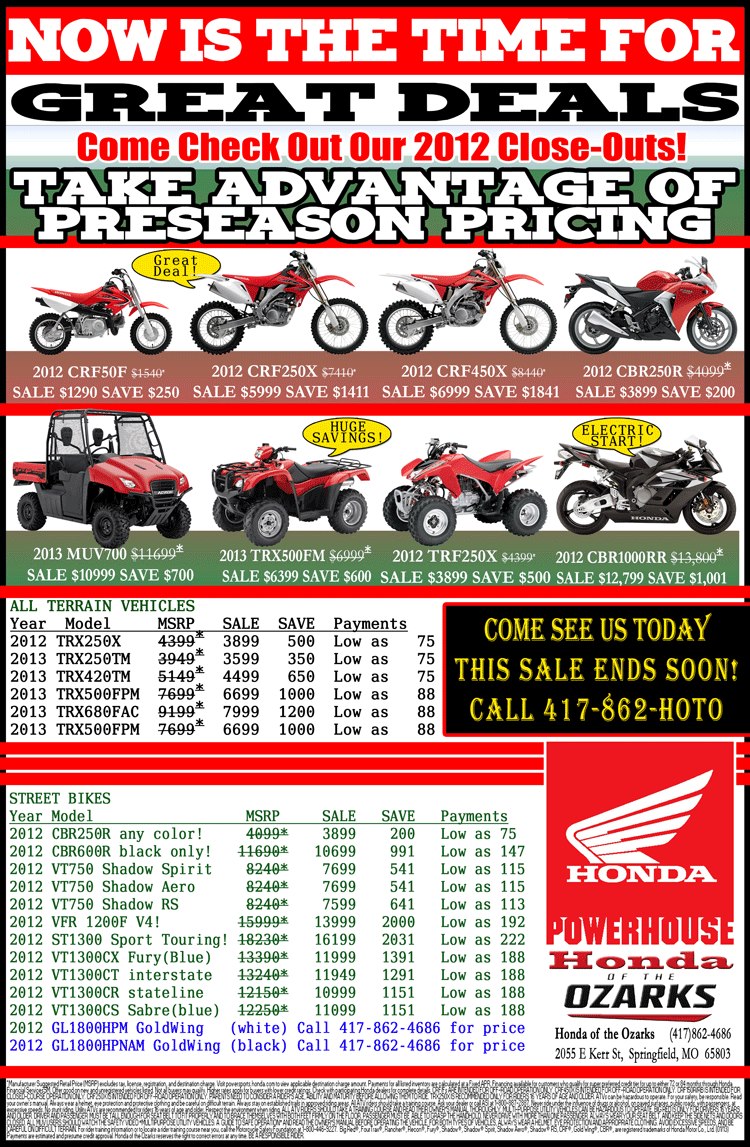 NOW IS THE TIME FOR
GREAT DEALS
Come Check Out Our 2012 Close-Outs!
TAKE ADVANTAGE OF
PRESEASON PRICING
Great
Deal!
2012 CRF50F $1540*
SALE $1290 SAVE $250
2012 CRF250X $7410*
SALE $5999 SAVE $1411
2012 CRF450X $8440*
SALE $6999 SAVE $1841
2012 CBR250R $4099*
SALE $3899 SAVE $200
HUGE
SAVINGS!
ELECTRIC
START!
HONDA
2013 MUV700 $11699*
SALE $10999 SAVE $700
2013 TRX500FM $6999*
SALE $6399 SAVE $600
2012 TRF250X $4399*
SALE $3899 SAVE $500
2012 CBR1000RR $13,800*
SALE $12,799 SAVE $1,001
ALL TERRAIN VEHICLES
Year Model MSRP SALE SAVE Payments
2012 TRX250X 4399* 3899 500 Low as 75
2013 TRX250TM 3949* 3599 350 Low as 75
2013 TRX420TM 5149* 4499 650 Low as 75
2013 TRX500FPM 7699* 6699 1000 Low as 88
2013 TRX680FAC 9199* 7999 1200 Low as 88
2013 TRX500FPM 7699* 6699 1000 Low as 88
COME SEE US TODAY
THIS SALE ENDS SOON!
CALL 417-862-HOTO
STREET BIKES
Year Model MSRP SALE SAVE Payments
2012 CBR250R any color! 4099* 3899 200 Low as 75
2012 CBR600R black only! 11690* 10699 991 Low as 147
2012 VT750 Shadow Spirit 8240* 7699 541 Low as 115
2012 VT750 Shadow Aero 8240* 7699 541 Low as 115
2012 VT750 Shadow RS 8240* 7599 641 Low as 113
2012 VFR 1200F V4! 15999* 13999 2000 Low as 192
2012 ST1300 Sport Touring! 18230* 16199 2031 Low as 222
2012 VT1300CX Fury(Blue) 13390* 11999 1391 Low as 188
2012 VT1300CT interstate 13240* 11949 1291 Low as 188
2012 VT1300CR stateline 12150* 10999 1151 Low as 188
2012 VT1300CS Sabre(blue) 12250* 11099 1151 Low as 188
2012 GL1800HPM GoldWing (white) Call 417-862-4686 for price
2012 GL1800HPNAM GoldWing (black) Call 417-862-4686 for price
HONDA
POWERHOUSE
Honda
OF THE
OZARKS
Honda of the Ozarks (417)862-4686
2055 E Kerr St, Springfield, MO 65803